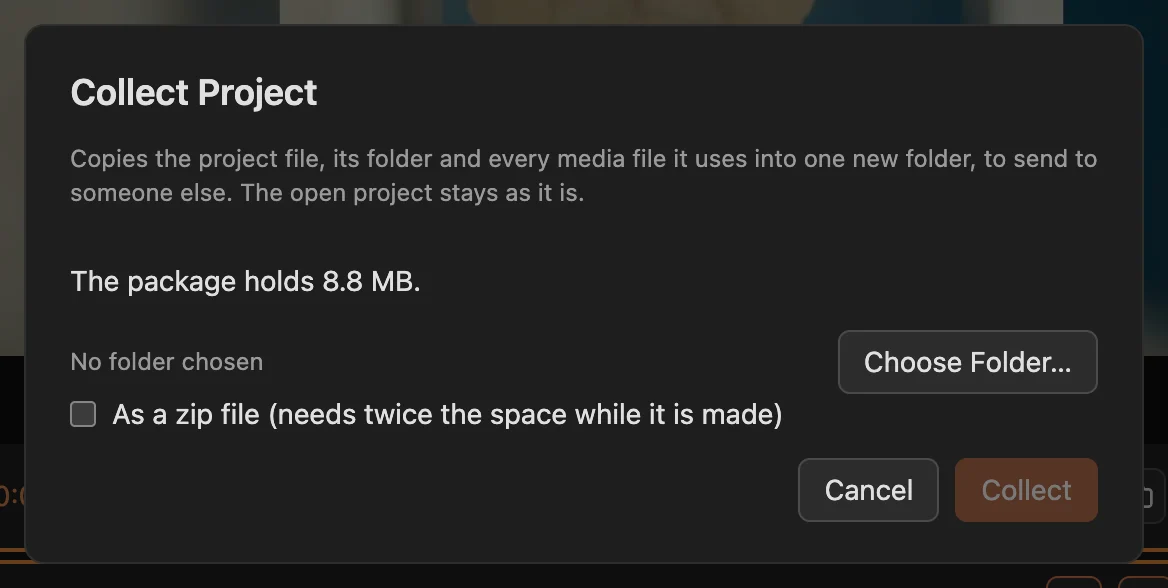 Collect Project
Copies the project file, its folder and every media file it uses into one new folder, to send to
someone else. The open project stays as it is.
The package holds 8.8 MB.
No folder chosen
Choose Folder...
As a zip file (needs twice the space while it is made)
Cancel
Collect